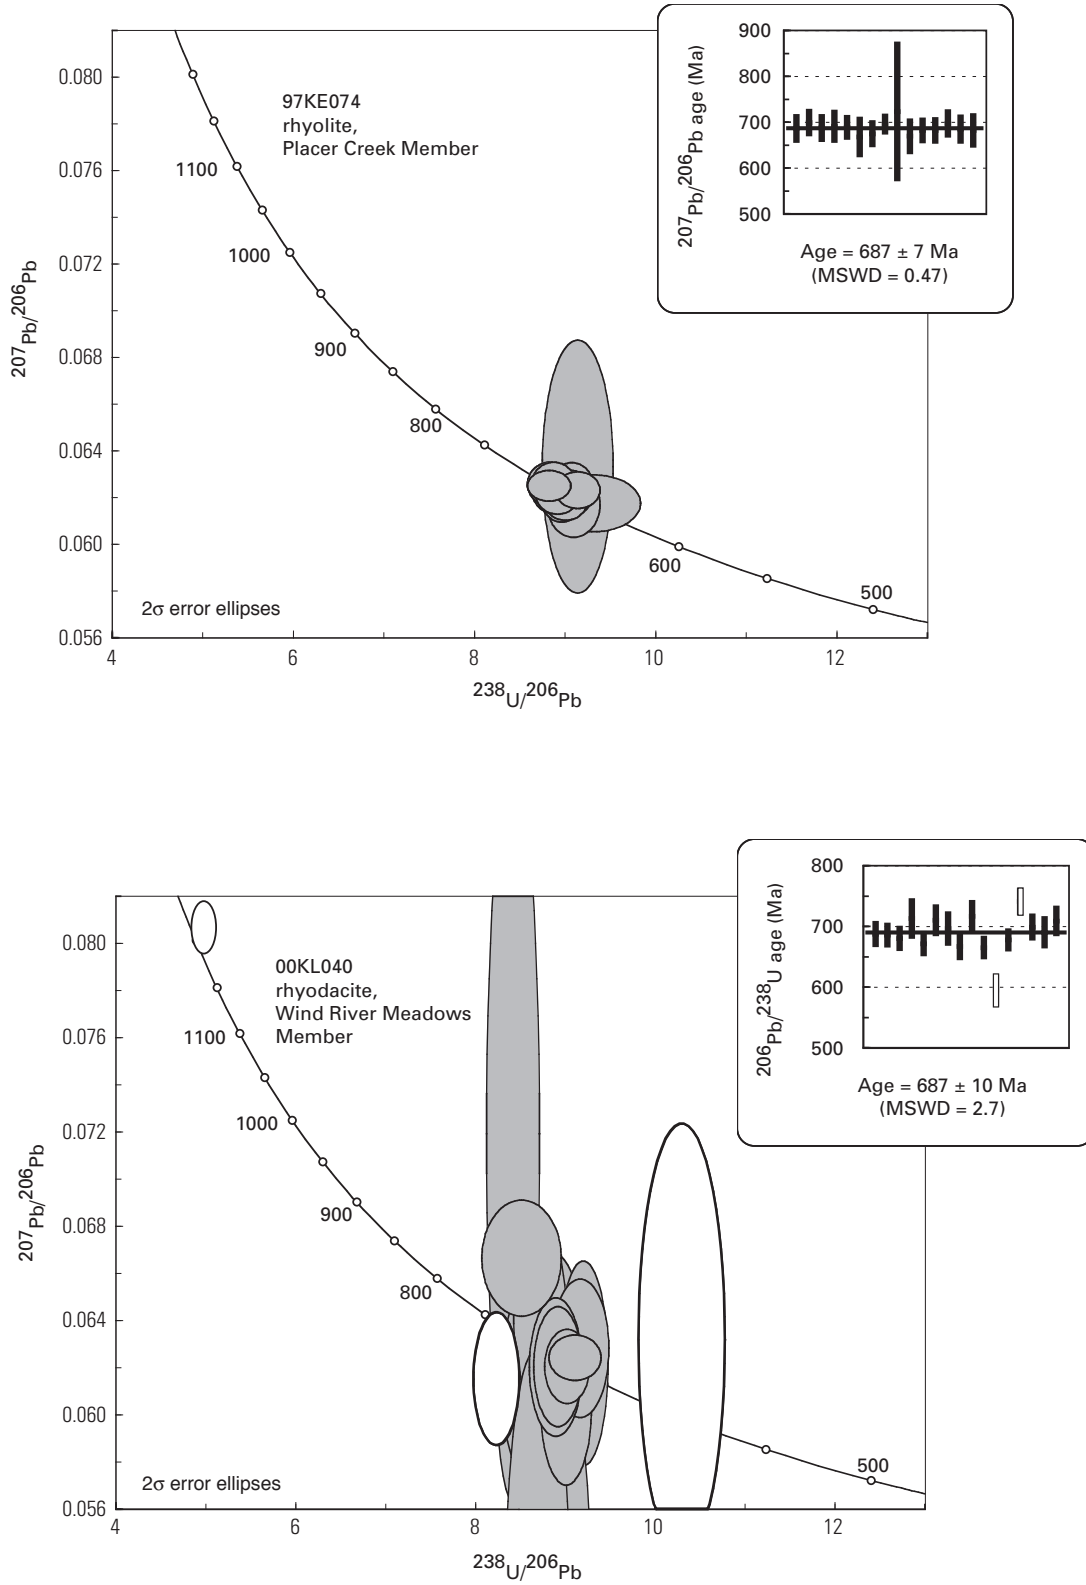 97KE074
rhyolite,
Placer Creek Member
900
800
700
600
500
207Pb/206Pb age (Ma)
Age = 687 ± 7 Ma
(MSWD = 0.47)
0.080
0.076
0.072
0.068
0.064
0.060
0.056
207Pb/206Pb
1100
1000
900
800
600
500
2σ error ellipses
4
6
8
10
12
238U/206Pb
00KL040
rhyodacite,
Wind River Meadows
Member
800
700
600
500
206Pb/238U age (Ma)
Age = 687 ± 10 Ma
(MSWD = 2.7)
0.080
0.076
0.072
0.068
0.064
0.060
0.056
207Pb/206Pb
1100
1000
900
800
500
2σ error ellipses
4
6
8
10
12
238U/206Pb